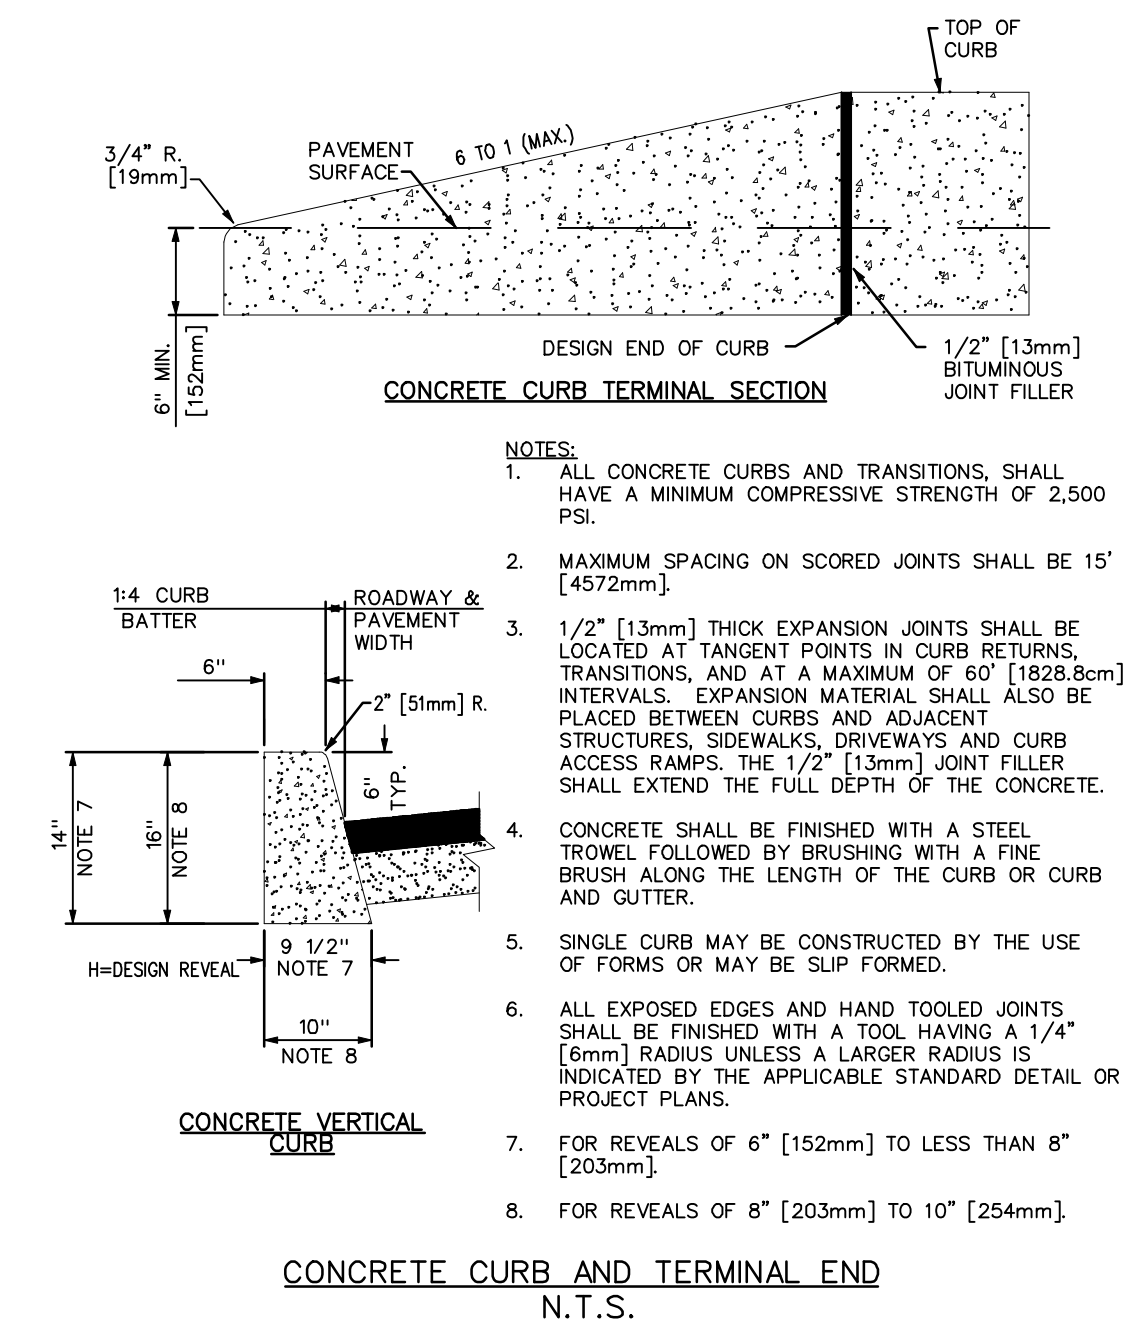 TOP OF
CURB
3/4" R.
[19mm]
PAVEMENT
SURFACE
6 TO 1 (MAX.)
6" MIN.
[152mm]
DESIGN END OF CURB
1/2" [13mm]
BITUMINOUS
JOINT FILLER
CONCRETE CURB TERMINAL SECTION
NOTES:
1. ALL CONCRETE CURBS AND TRANSITIONS, SHALL
HAVE A MINIMUM COMPRESSIVE STRENGTH OF 2,500
PSI.
2. MAXIMUM SPACING ON SCORED JOINTS SHALL BE 15'
[4572mm].
3. 1/2" [13mm] THICK EXPANSION JOINTS SHALL BE
LOCATED AT TANGENT POINTS IN CURB RETURNS,
TRANSITIONS, AND AT A MAXIMUM OF 60' [1828.8cm]
INTERVALS. EXPANSION MATERIAL SHALL ALSO BE
PLACED BETWEEN CURBS AND ADJACENT
STRUCTURES, SIDEWALKS, DRIVEWAYS AND CURB
ACCESS RAMPS. THE 1/2" [13mm] JOINT FILLER
SHALL EXTEND THE FULL DEPTH OF THE CONCRETE.
4. CONCRETE SHALL BE FINISHED WITH A STEEL
TROWEL FOLLOWED BY BRUSHING WITH A FINE
BRUSH ALONG THE LENGTH OF THE CURB OR CURB
AND GUTTER.
5. SINGLE CURB MAY BE CONSTRUCTED BY THE USE
OF FORMS OR MAY BE SLIP FORMED.
6. ALL EXPOSED EDGES AND HAND TOOLED JOINTS
SHALL BE FINISHED WITH A TOOL HAVING A 1/4"
[6mm] RADIUS UNLESS A LARGER RADIUS IS
INDICATED BY THE APPLICABLE STANDARD DETAIL OR
PROJECT PLANS.
7. FOR REVEALS OF 6" [152mm] TO LESS THAN 8"
[203mm].
8. FOR REVEALS OF 8" [203mm] TO 10" [254mm].
1:4 CURB
BATTER
ROADWAY &
PAVEMENT
WIDTH
6"
2" [51mm] R.
6"
TYP.
14"
NOTE 7
16"
NOTE 8
9 1/2"
NOTE 7
H=DESIGN REVEAL
10"
NOTE 8
CONCRETE VERTICAL
CURB
CONCRETE CURB AND TERMINAL END
N.T.S.